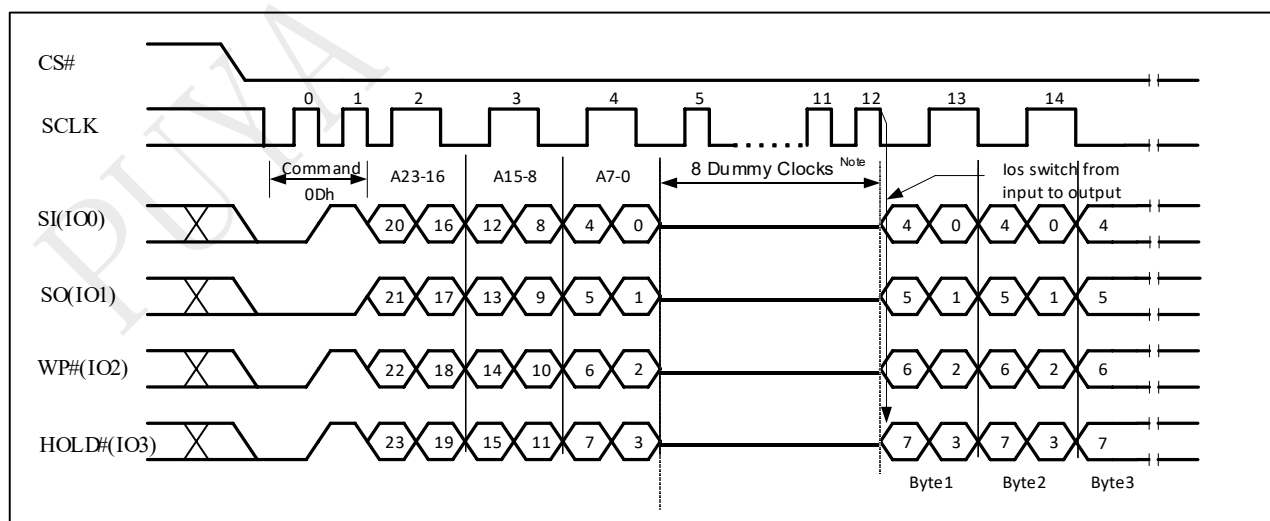 PUYA
CS#
0 1 2 3 4 5 11 12 13 14
SCLK
Command
0Dh
A23-16 A15-8 A7-0 8 Dummy Clocks Note Ios switch from
input to output
SI(IO0) 20 16 12 8 4 0 4 0 4 0 4
SO(IO1) 21 17 13 9 5 1 5 1 5 1 5
WP#(IO2) 22 18 14 10 6 2 6 2 6 2 6
HOLD#(IO3) 23 19 15 11 7 3 7 3 7 3 7
Byte1 Byte2 Byte3